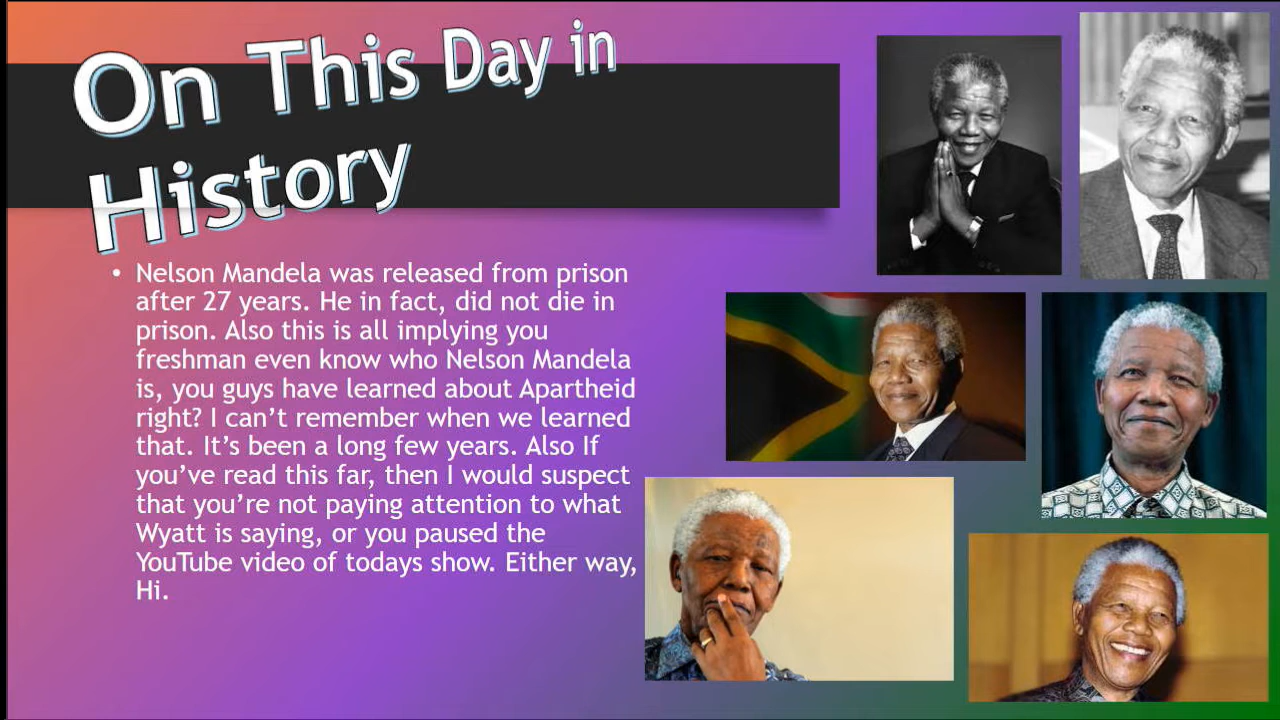 On This Day in
History
• Nelson Mandela was released from prison
after 27 years. He in fact, did not die in
prison. Also this is all implying you
freshman even know who Nelson Mandela
is, you guys have learned about Apartheid
right? I can’t remember when we learned
that. It’s been a long few years. Also If
you’ve read this far, then I would suspect
that you’re not paying attention to what
Wyatt is saying, or you paused the
YouTube video of todays show. Either way,
Hi.